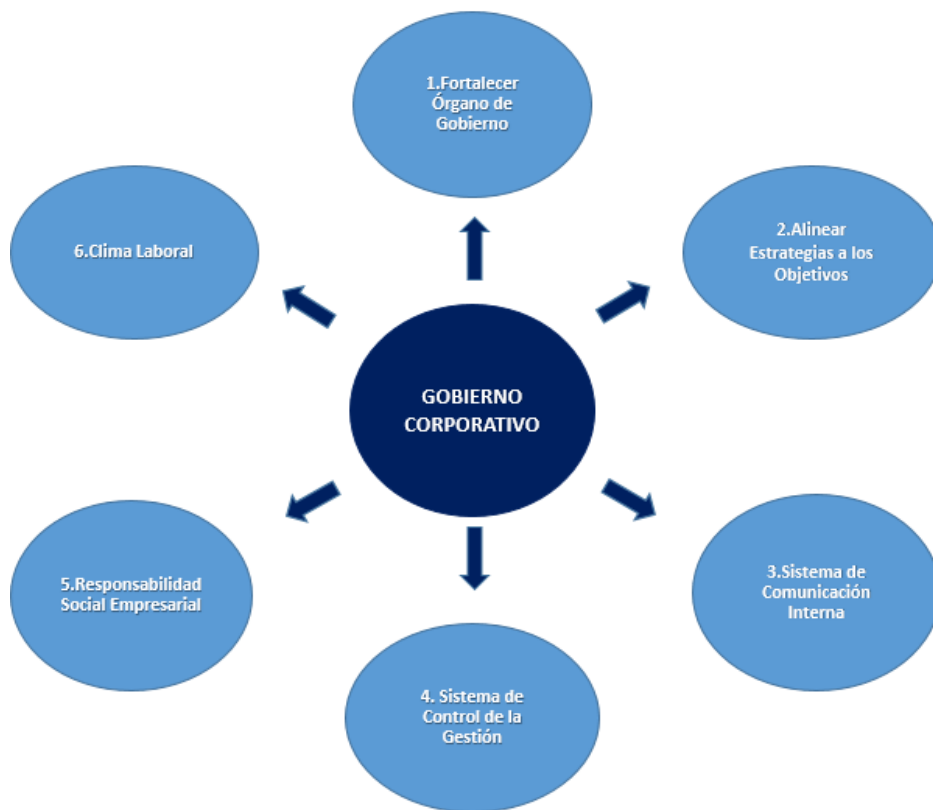 1.Fortalecer
Órgano de
Gobierno
2.Alinear
Estrategias a los
Objetivos
3.Sistema de
Comunicación
Interna
4. Sistema de
Control de la
Gestión
5.Responsabilidad
Social Empresarial
6.Clima Laboral
GOBIERNO
CORPORATIVO